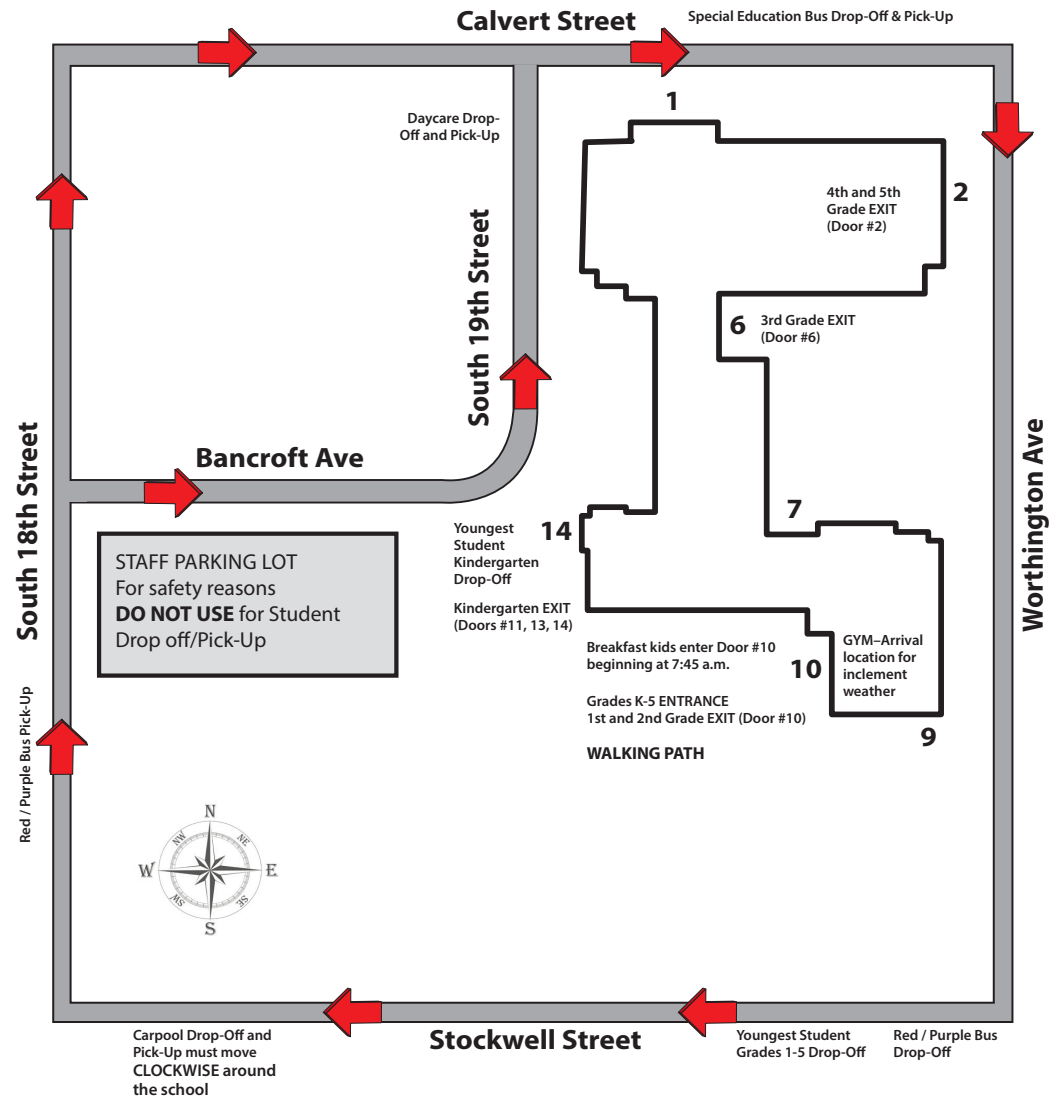 Calvert Street
Special Education Bus Drop-Off & Pick-Up
1
Daycare Drop-
Off and Pick-Up
2
4th and 5th
Grade EXIT
(Door #2)
South 19th Street
6
3rd Grade EXIT
(Door #6)
South 18th Street
Bancroft Ave
Worthington Ave
7
14
Youngest
Student
Kindergarten
Drop-Off
Kindergarten EXIT
(Doors #11, 13, 14)
STAFF PARKING LOT
For safety reasons
DO NOT USE for Student
Drop off/Pick-Up
Breakfast kids enter Door #10
beginning at 7:45 a.m.
10
GYM–Arrival
location for
inclement
weather
Grades K-5 ENTRANCE
1st and 2nd Grade EXIT (Door #10)
9
WALKING PATH
Red / Purple Bus Pick-Up
N
NW
NE
W
E
SW
SE
S
Stockwell Street
Carpool Drop-Off and
Pick-Up must move
CLOCKWISE around
the school
Youngest Student
Grades 1-5 Drop-Off
Red / Purple Bus
Drop-Off